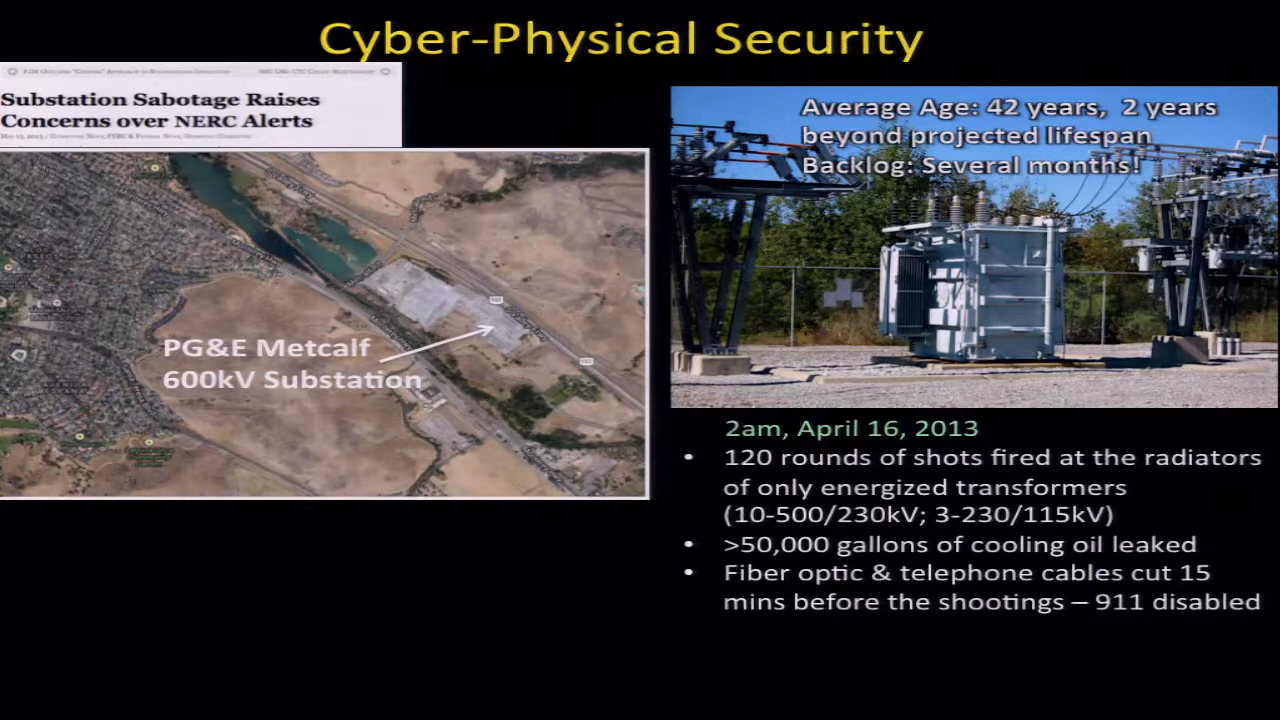 Cyber-Physical Security
Substation Sabotage Raises
Concerns over NERC Alerts
PG&E Metcalf
600kV Substation
Average Age: 42 years, 2 years
beyond projected lifespan
Backlog: Several months!
2am, April 16, 2013
• 120 rounds of shots fired at the radiators
of only energized transformers
(10-500/230kV; 3-230/115kV)
• >50,000 gallons of cooling oil leaked
• Fiber optic & telephone cables cut 15
mins before the shootings – 911 disabled